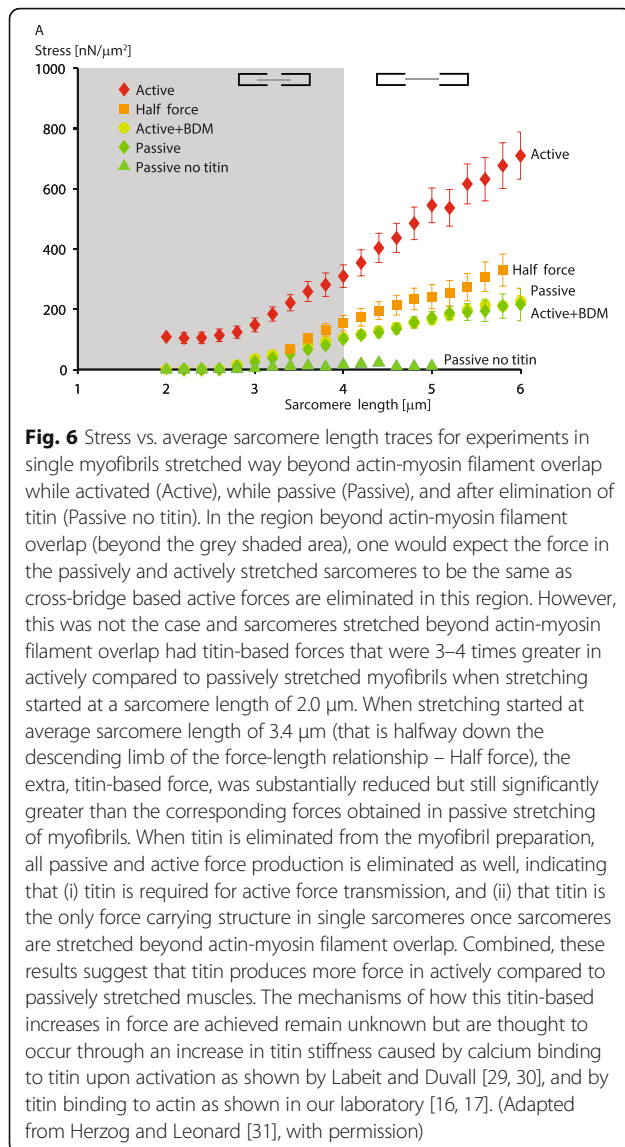 A
Stress [nN/μm²]
1000
800
600
400
200
0
1
2
3
4
5
6
Sarcomere length [μm]
Active
Half force
Active+BDM
Passive
Passive no titin
Active
Half force
Passive
Active+BDM
Passive no titin
Fig. 6 Stress vs. average sarcomere length traces for experiments in
single myofibrils stretched way beyond actin-myosin filament overlap
while activated (Active), while passive (Passive), and after elimination of
titin (Passive no titin). In the region beyond actin-myosin filament
overlap (beyond the grey shaded area), one would expect the force in
the passively and actively stretched sarcomeres to be the same as
cross-bridge based active forces are eliminated in this region. However,
this was not the case and sarcomeres stretched beyond actin-myosin
filament overlap had titin-based forces that were 3–4 times greater in
actively compared to passively stretched myofibrils when stretching
started at a sarcomere length of 2.0 μm. When stretching started at
average sarcomere length of 3.4 μm (that is halfway down the
descending limb of the force-length relationship – Half force), the
extra, titin-based force, was substantially reduced but still significantly
greater than the corresponding forces obtained in passive stretching
of myofibrils. When titin is eliminated from the myofibril preparation,
all passive and active force production is eliminated as well, indicating
that (i) titin is required for active force transmission, and (ii) that titin is
the only force carrying structure in single sarcomeres once sarcomeres
are stretched beyond actin-myosin filament overlap. Combined, these
results suggest that titin produces more force in actively compared to
passively stretched muscles. The mechanisms of how this titin-based
increases in force are achieved remain unknown but are thought to
occur through an increase in titin stiffness caused by calcium binding
to titin upon activation as shown by Labeit and Duvall [29, 30], and by
titin binding to actin as shown in our laboratory [16, 17]. (Adapted
from Herzog and Leonard [31], with permission)